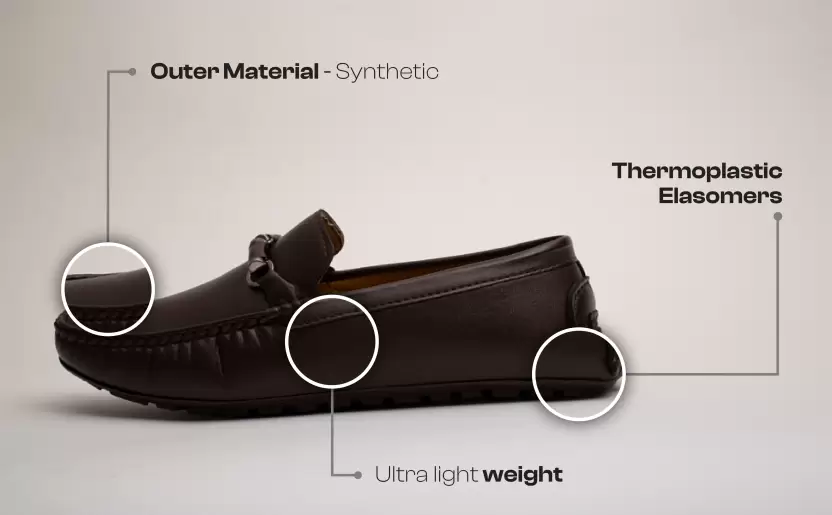 Outer Material - Synthetic
Thermoplastic
Elasomers
Ultra light weight